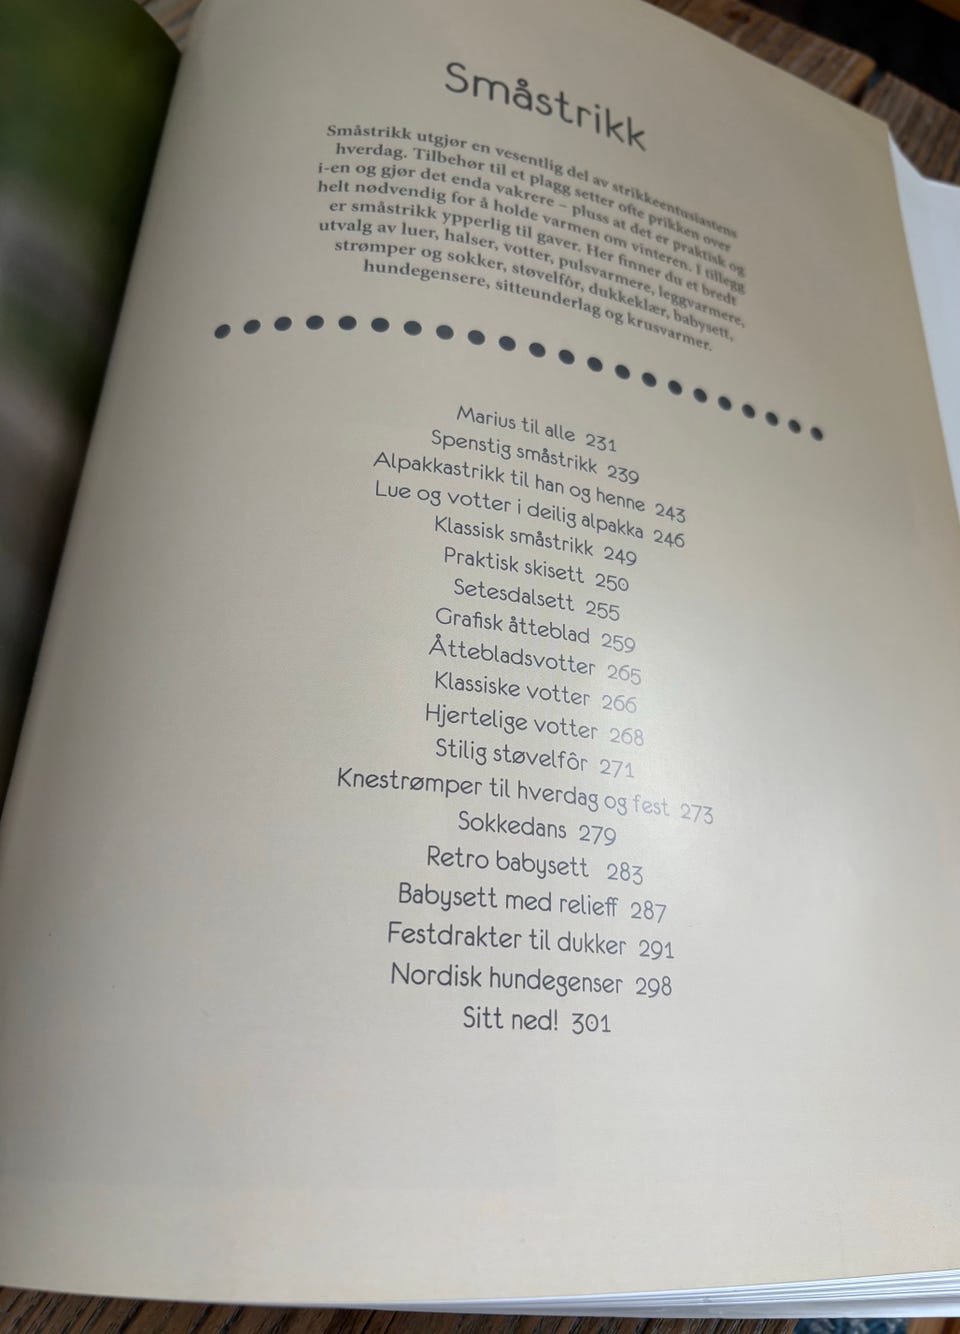 Småstrikk
Småstrikk utgjør en vesentlig del av strikkeentusiastens
hverdag. Tilbehør til et plagg setter ofte prikken over
i-en og gjør det enda vakrere – pluss at det er praktisk og
helt nødvendig for å holde varmen om vinteren. I tillegg
er småstrikk ypperlig til gaver. Her finner du et bredt
utvalg av luer, halser, votter, pulsvarmere, leggvarmere,
strømper og sokker, støvelfôr, dukkeklær, babysett,
hundegensere, sitteunderlag og krusvarmer.
Marius til alle 231
Spenstig småstrikk 239
Alpakkastrikk til han og henne 243
Lue og votter i deilig alpakka 246
Klassisk småstrikk 249
Praktisk skisett 250
Setesdalsett 255
Grafisk åtteblad 259
Åttebladsvotter 265
Klassiske votter 266
Hjertelige votter 268
Stilig støvelfôr 271
Knestrømper til hverdag og fest 273
Sokkedans 279
Retro babysett 283
Babysett med relieff 287
Festdrakter til dukker 291
Nordisk hundegenser 298
Sitt ned! 301